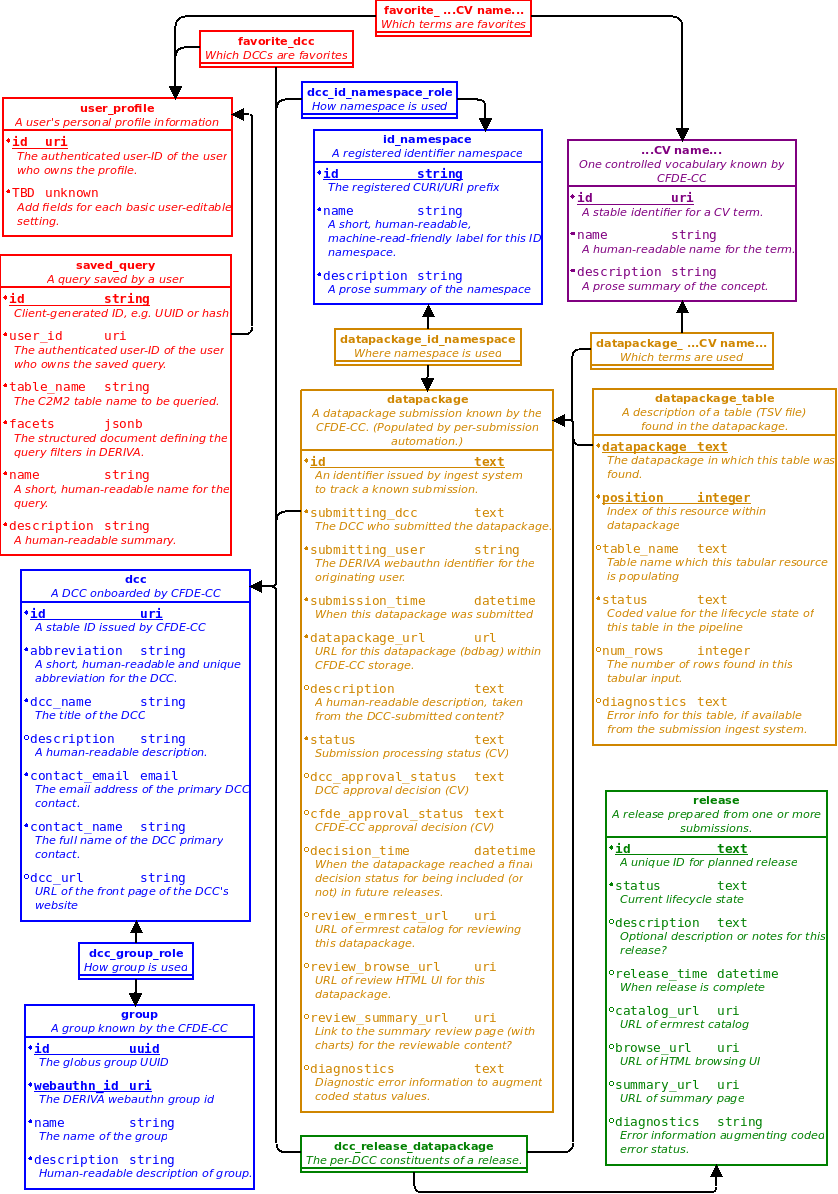 favorite_ ...CV name...
Which terms are favorites
favorite_dcc
Which DCCs are favorites
dcc_id_namespace_role
How namespace is used
user_profile
A user's personal profile information
id uri
The authenticated user-ID of the user
who owns the profile.
TBD unknown
Add fields for each basic user-editable
setting.
id_namespace
A registered identifier namespace
id string
The registered CURI/URI prefix
name string
A short, human-readable,
machine-read-friendly label for this ID
namespace.
description string
A prose summary of the namespace
...CV name...
One controlled vocabulary known by
CFDE-CC
id uri
A stable identifier for a CV term.
name string
A human-readable name for the term.
description string
A prose summary of the concept.
saved_query
A query saved by a user
id string
Client-generated ID, e.g. UUID or hash
user_id uri
The authenticated user-ID of the user
who owns the saved query.
table_name string
The C2M2 table name to be queried.
facets jsonb
The structured document defining the
query filters in DERIVA.
name string
A short, human-readable name for the
query.
description string
A human-readable summary.
datapackage_id_namespace
Where namespace is used
datapackage_ ...CV name...
Which terms are used
datapackage
A datapackage submission known by the
CFDE-CC. (Populated by per-submission
automation.)
id text
An identifier issued by ingest system
to track a known submission.
submitting_dcc text
The DCC who submitted the datapackage.
submitting_user string
The DERIVA webauthn identifier for the
originating user.
submission_time datetime
When this datapackage was submitted
datapackage_url url
URL for this datapackage (bdbag) within
CFDE-CC storage.
description text
A human-readable description, taken
from the DCC-submitted content?
status text
Submission processing status (CV)
dcc_approval_status text
DCC approval decision (CV)
cfde_approval_status text
CFDE-CC approval decision (CV)
decision_time datetime
When the datapackage reached a final
decision status for being included (or
not) in future releases.
review_ermrest_url uri
URL of ermrest catalog for reviewing
this datapackage.
review_browse_url uri
URL of review HTML UI for this
datapackage.
review_summary_url uri
Link to the summary review page (with
charts) for the reviewable content?
diagnostics text
Diagnostic error information to augment
coded status values.
datapackage_table
A description of a table (TSV file)
found in the datapackage.
datapackage text
The datapackage in which this table was
found.
position integer
Index of this resource within
datapackage
table_name text
Table name which this tabular resource
is populating
status text
Coded value for the lifecycle state of
this table in the pipeline
num_rows integer
The number of rows found in this
tabular input.
diagnostics text
Error info for this table, if available
from the submission ingest system.
dcc
A DCC onboarded by CFDE-CC
id uri
A stable ID issued by CFDE-CC
abbreviation string
A short, human-readable and unique
abbreviation for the DCC.
dcc_name string
The title of the DCC
description string
A human-readable description.
contact_email email
The email address of the primary DCC
contact.
contact_name string
The full name of the DCC primary
contact.
dcc_url string
URL of the front page of the DCC's
website
dcc_group_role
How group is used
group
A group known by the CFDE-CC
id uuid
The globus group UUID
webauthn_id uri
The DERIVA webauthn group id
name string
The name of the group
description string
Human-readable description of group.
release
A release prepared from one or more
submissions.
id text
A unique ID for planned release
status text
Current lifecycle state
description text
Optional description or notes for this
release?
release_time datetime
When release is complete
catalog_url uri
URL of ermrest catalog
browse_url uri
URL of HTML browsing UI
summary_url uri
URL of summary page
diagnostics string
Error information augmenting coded
error status.
dcc_release_datapackage
The per-DCC constituents of a release.